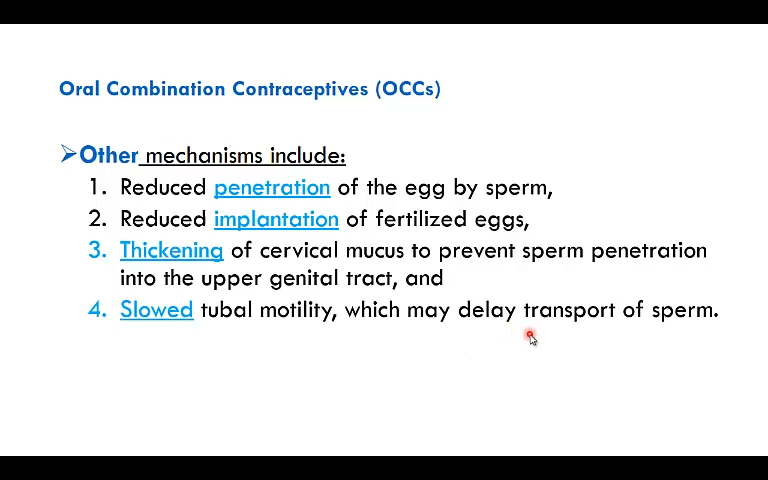 Oral Combination Contraceptives (OCCs)
➢Other mechanisms include:
1. Reduced penetration of the egg by sperm,
2. Reduced implantation of fertilized eggs,
3. Thickening of cervical mucus to prevent sperm penetration
into the upper genital tract, and
4. Slowed tubal motility, which may delay transport of sperm.